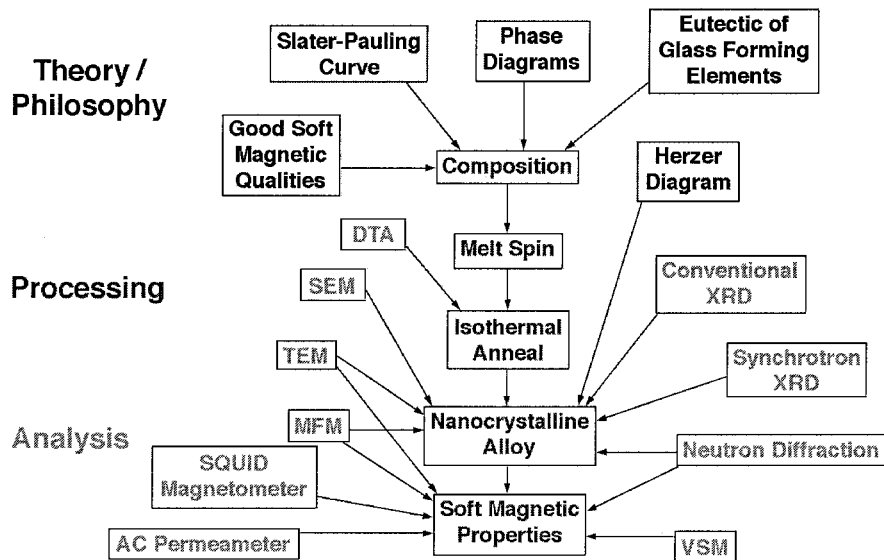 Theory /
Philosophy
Slater-Pauling
Curve
Phase
Diagrams
Eutectic of
Glass Forming
Elements
Good Soft
Magnetic
Qualities
Composition
Herzer
Diagram
DTA
Melt Spin
Processing
SEM
Conventional
XRD
Isothermal
Anneal
TEM
Synchrotron
XRD
Analysis
MFM
Nanocrystalline
Alloy
Neutron Diffraction
SQUID
Magnetometer
Soft Magnetic
Properties
AC Permeameter
VSM